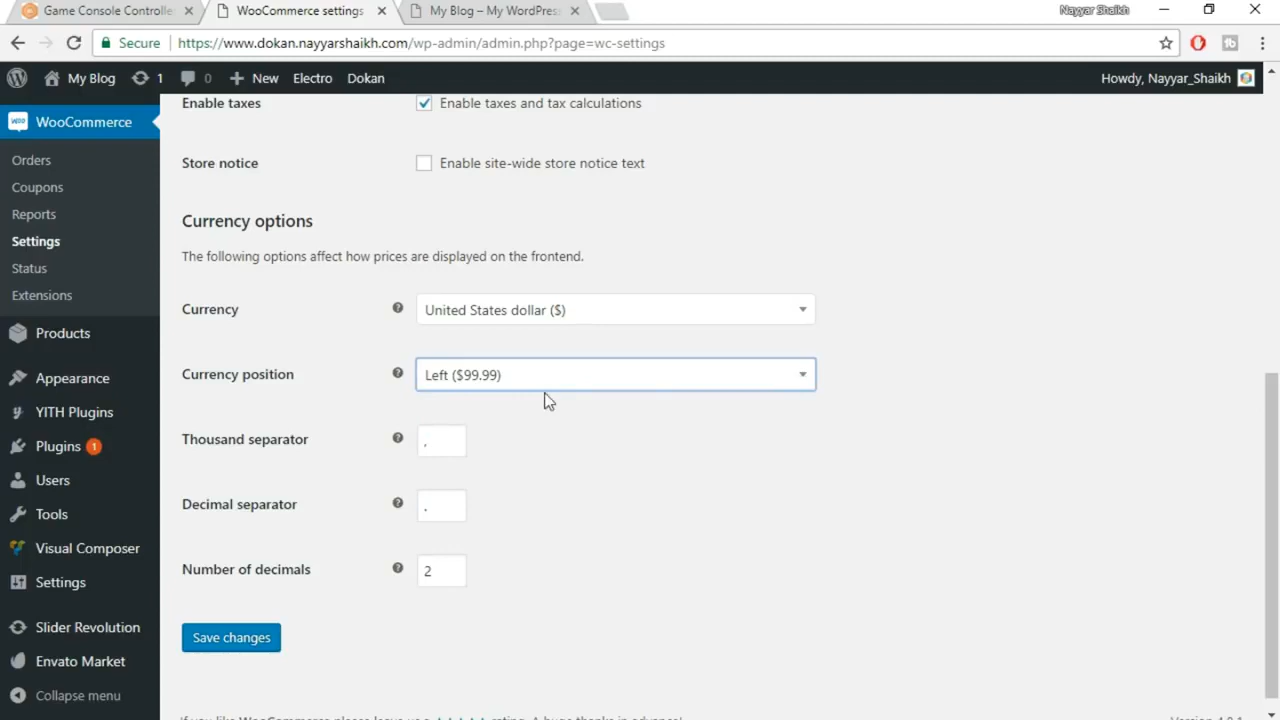 Game Console Controlle
WooCommerce settings
My Blog – My WordPres
Nayyar Shaikh
Secure
https://www.dokan.nayyarshaikh.com/wp-admin/admin.php?page=wc-settings
My Blog 1 0 New Electro Dokan
Howdy, Nayyar_Shaikh
WooCommerce
Orders
Coupons
Reports
Settings
Status
Extensions
Products
Appearance
YITH Plugins
Plugins 1
Users
Tools
Visual Composer
Settings
Slider Revolution
Envato Market
Collapse menu
Enable taxes
Enable taxes and tax calculations
Store notice
Enable site-wide store notice text
Currency options
The following options affect how prices are displayed on the frontend.
Currency
United States dollar ($)
Currency position
Left ($99.99)
Thousand separator
,
Decimal separator
.
Number of decimals
2
Save changes